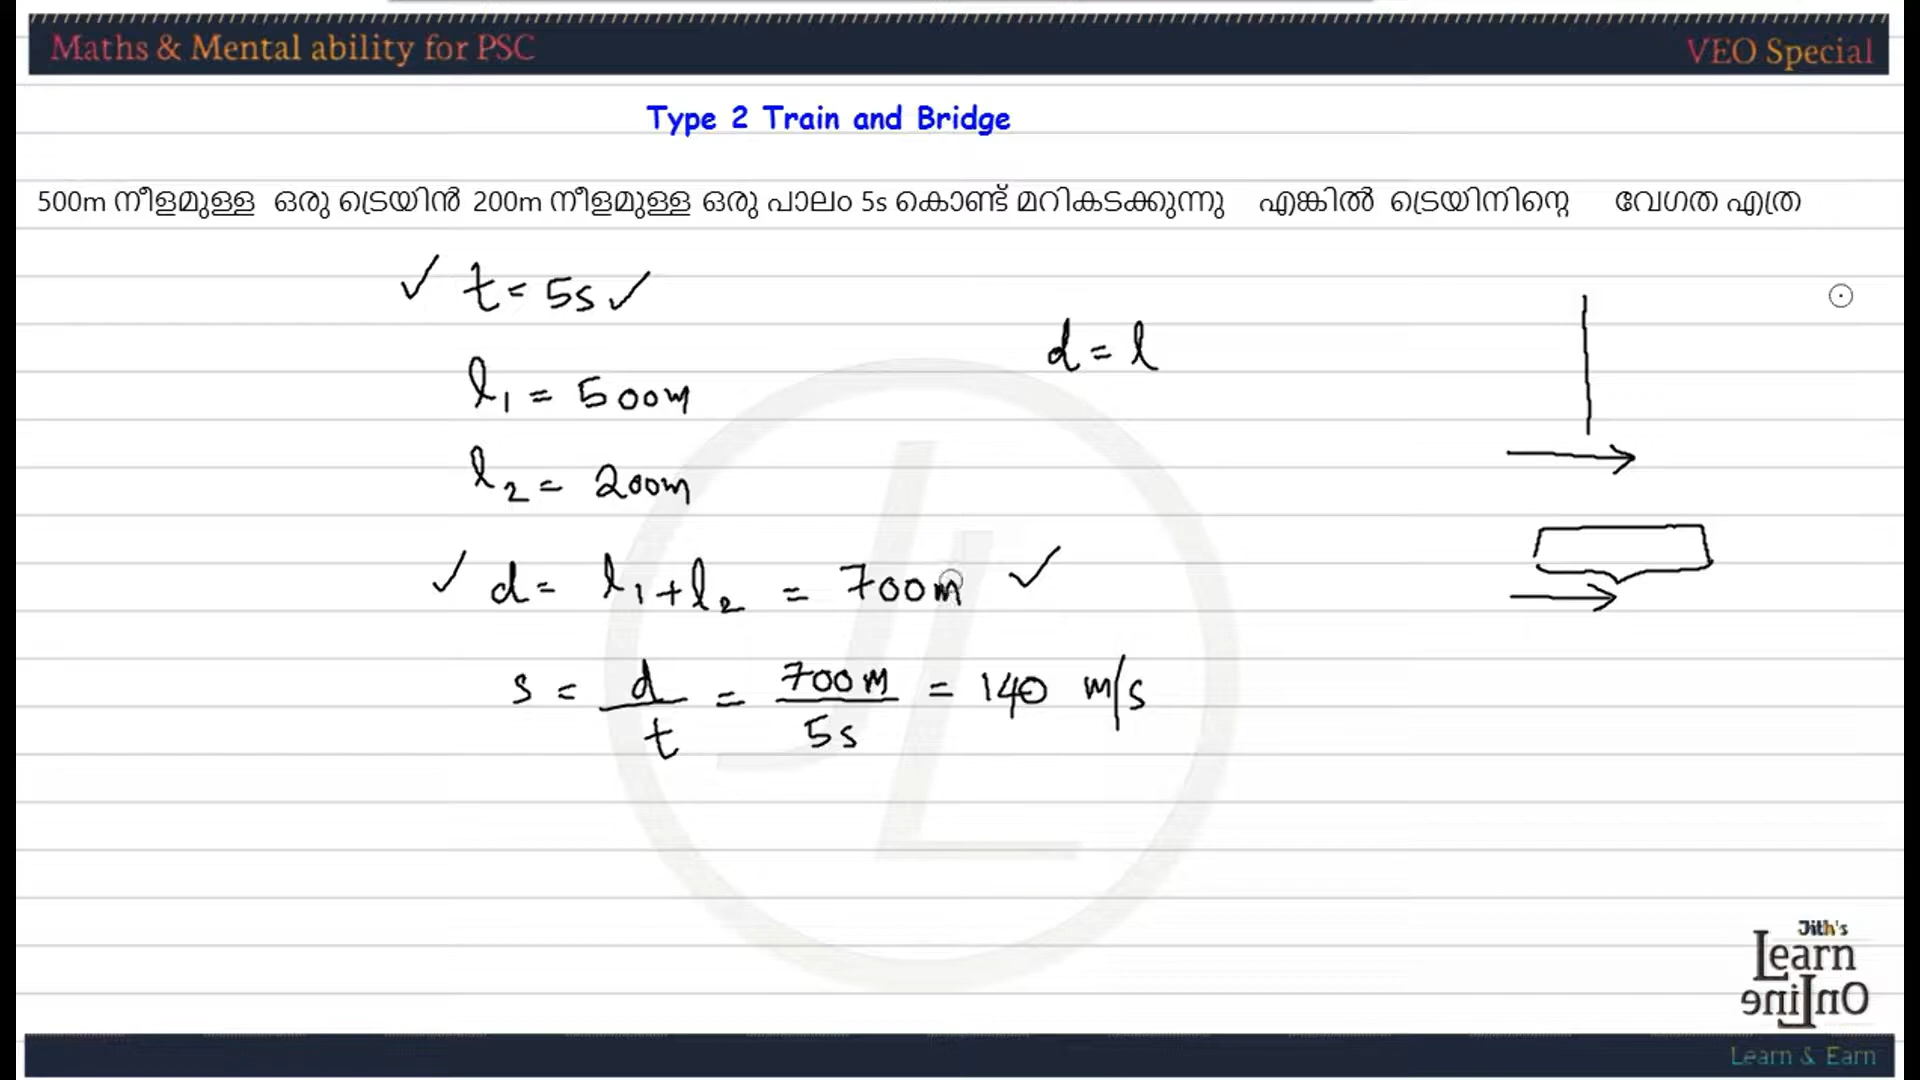 Maths & Mental ability for PSC
VEO Special
Type 2 Train and Bridge
500m നീളമുള്ള ഒരു ട്രെയിൻ 200m നീളമുള്ള ഒരു പാലം 5s കൊണ്ട് മറികടക്കുന്നു എങ്കിൽ ട്രെയിനിന്റെ വേഗത എത്ര
✓ t = 5s ✓
d = l
l₁ = 500m
l₂ = 200m
✓ d = l₁+l₂ = 700m ✓
s = d/t = 700m/5s = 140 m/s
JL
Jith's
Learn
OnLine
Learn & Earn